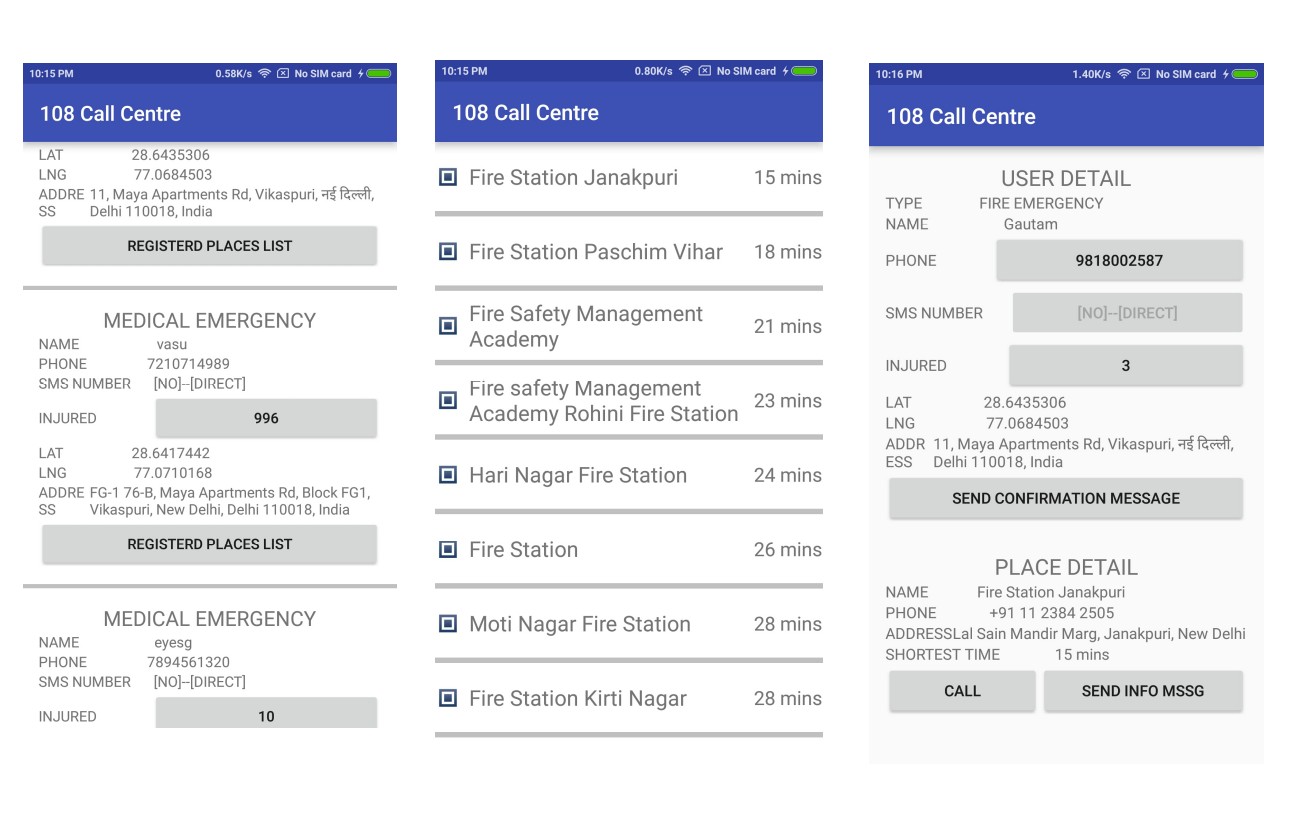 10:15 PM 0.58K/s No SIM card
108 Call Centre
LAT 28.6435306
LNG 77.0684503
ADDRE 11, Maya Apartments Rd, Vikaspuri, नई दिल्ली,
SS Delhi 110018, India
REGISTERD PLACES LIST
MEDICAL EMERGENCY
NAME vasu
PHONE 7210714989
SMS NUMBER [NO]--[DIRECT]
INJURED 996
LAT 28.6417442
LNG 77.0710168
ADDRE FG-1 76-B, Maya Apartments Rd, Block FG1,
SS Vikaspuri, New Delhi, Delhi 110018, India
REGISTERD PLACES LIST
MEDICAL EMERGENCY
NAME eyesg
PHONE 7894561320
SMS NUMBER [NO]--[DIRECT]
INJURED 10
10:15 PM 0.80K/s No SIM card
108 Call Centre
Fire Station Janakpuri 15 mins
Fire Station Paschim Vihar 18 mins
Fire Safety Management
Academy 21 mins
Fire safety Management
Academy Rohini Fire Station 23 mins
Hari Nagar Fire Station 24 mins
Fire Station 26 mins
Moti Nagar Fire Station 28 mins
Fire Station Kirti Nagar 28 mins
10:16 PM 1.40K/s No SIM card
108 Call Centre
USER DETAIL
TYPE FIRE EMERGENCY
NAME Gautam
PHONE 9818002587
SMS NUMBER [NO]--[DIRECT]
INJURED 3
LAT 28.6435306
LNG 77.0684503
ADDR 11, Maya Apartments Rd, Vikaspuri, नई दिल्ली,
ESS Delhi 110018, India
SEND CONFIRMATION MESSAGE
PLACE DETAIL
NAME Fire Station Janakpuri
PHONE +91 11 2384 2505
ADDRESSLal Sain Mandir Marg, Janakpuri, New Delhi
SHORTEST TIME 15 mins
CALL SEND INFO MSSG